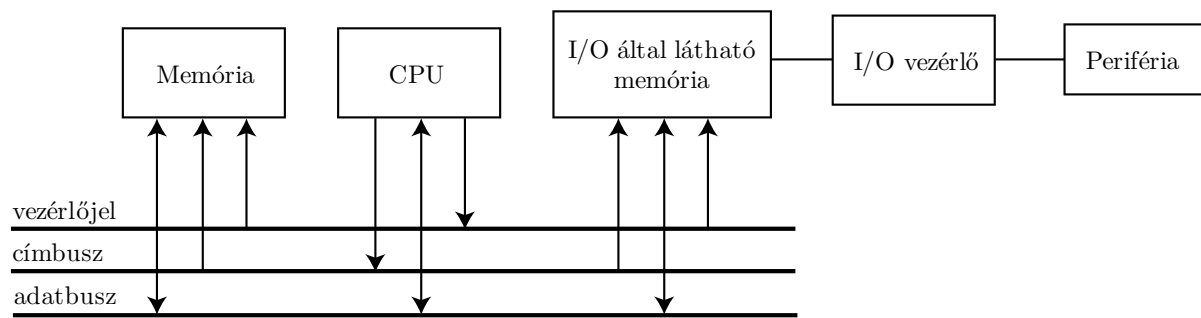 Memória
CPU
I/O által látható
memória
I/O vezérlő
Periféria
vezérlőjel
címbusz
adatbusz